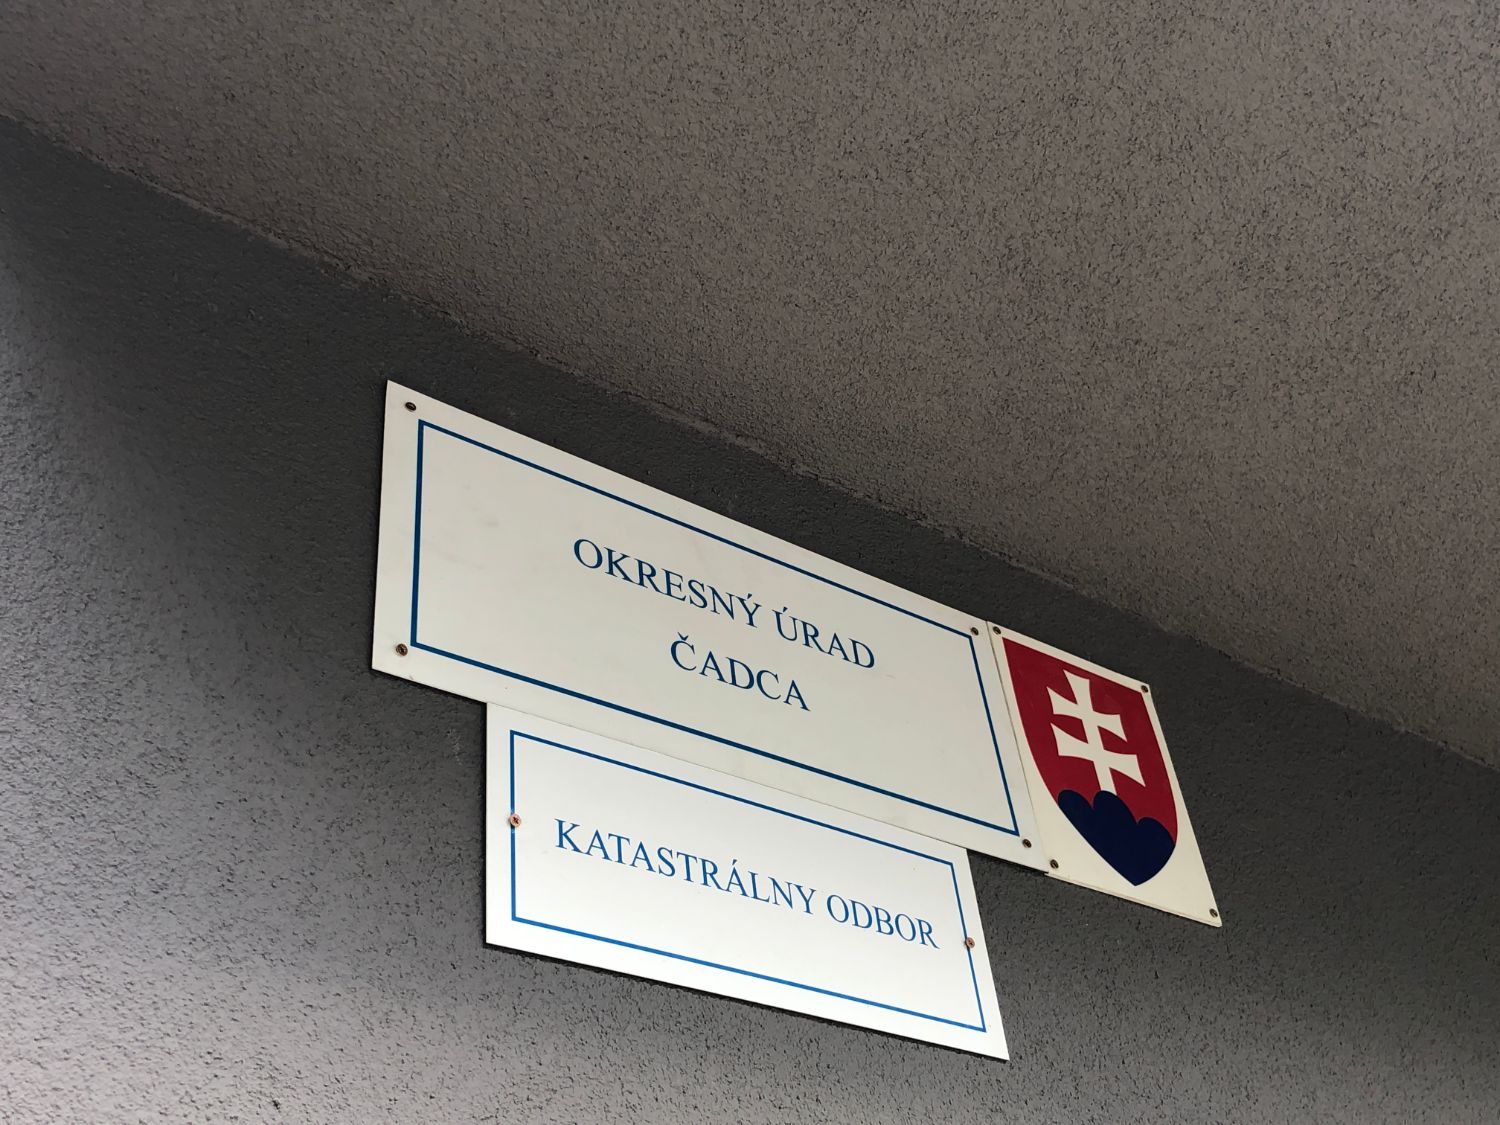 OKRESNÝ ÚRAD
ČADCA
KATASTRÁLNY ODBOR